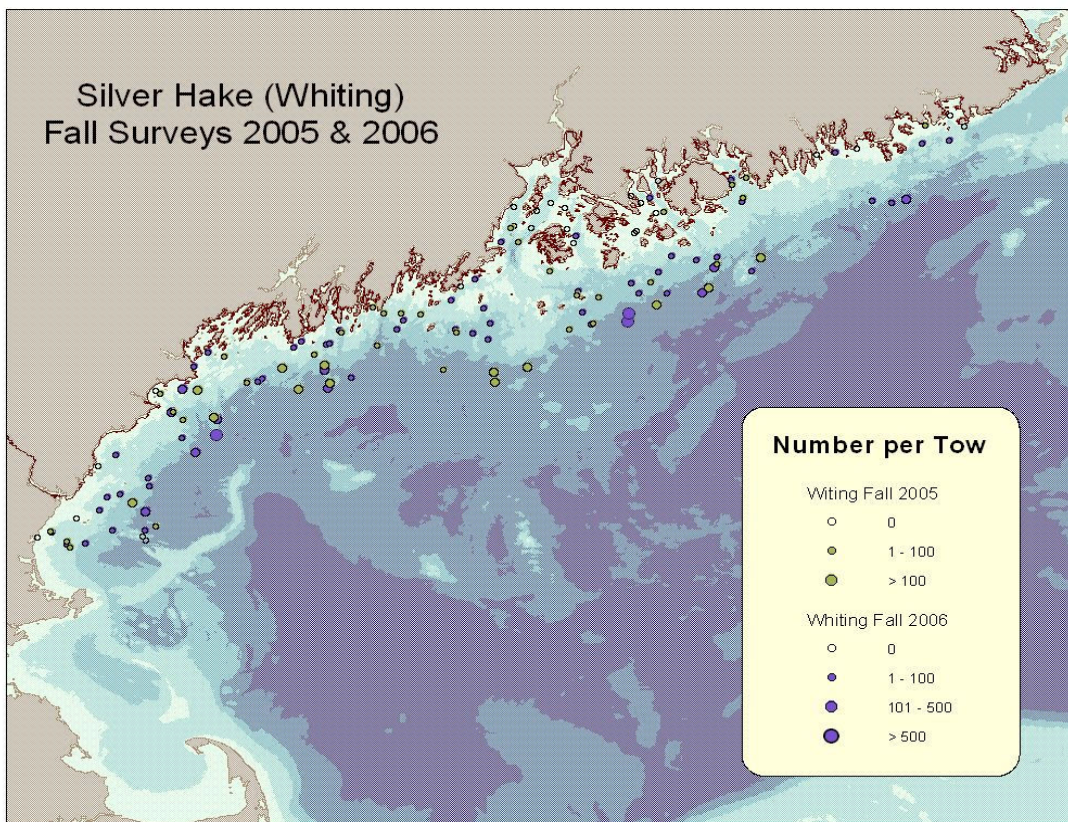 Silver Hake (Whiting)
Fall Surveys 2005 & 2006
Number per Tow
Witing Fall 2005
0
1 - 100
> 100
Whiting Fall 2006
0
1 - 100
101 - 500
> 500